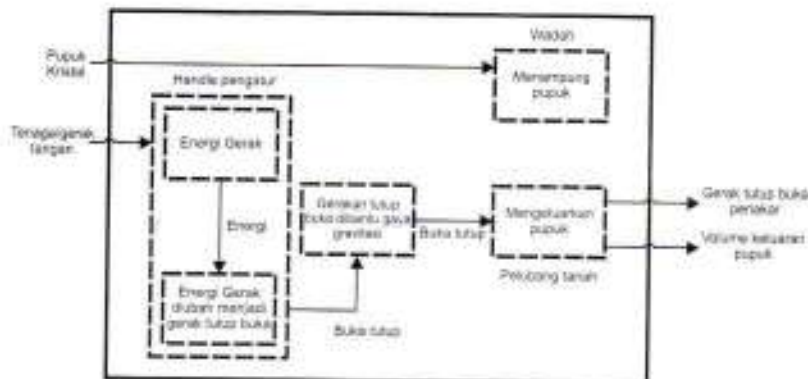 Wadah
Pupuk
Kristal
Menampung
pupuk
Handle pengatur
Tenaga/gerak
tangan
Energi Gerak
Energi
Gerakan tutup
buka dibantu gaya
gravitasi
Buka tutup
Mengeluarkan
pupuk
Pelubang tanah
Gerak tutup buka
penakar
Volume keluaran
pupuk
Energi Gerak
diubah menjadi
gerak tutup buka
Buka tutup